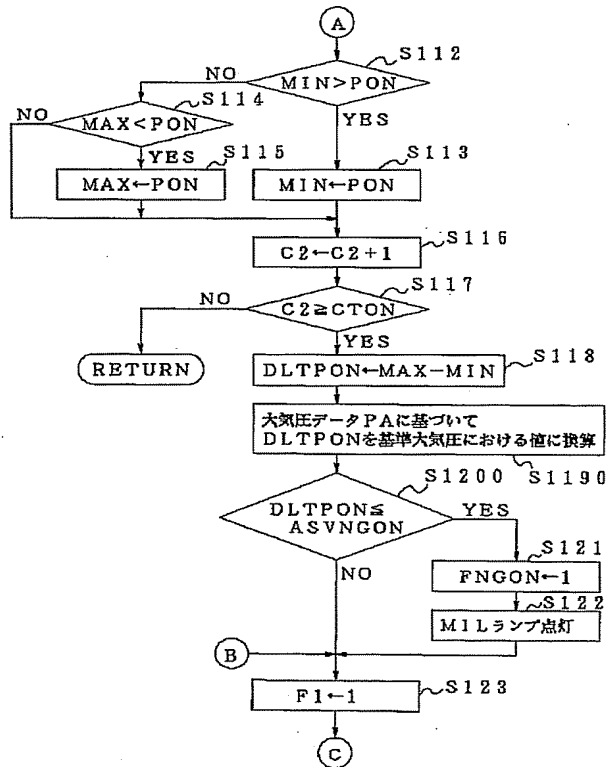 A
S112
MIN>PON
NO
YES
S114
MAX<PON
NO
YES
S115
MAX←PON
S113
MIN←PON
S116
C2←C2+1
S117
C2≧CTON
NO
YES
RETURN
S118
DLTPON←MAX−MIN
大気圧データPAに基づいて
DLTPONを基準大気圧における値に換算
S1190
S1200
DLTPON≦
ASVNGON
YES
NO
S121
FNGON←1
S122
MILランプ点灯
B
S123
F1←1
C